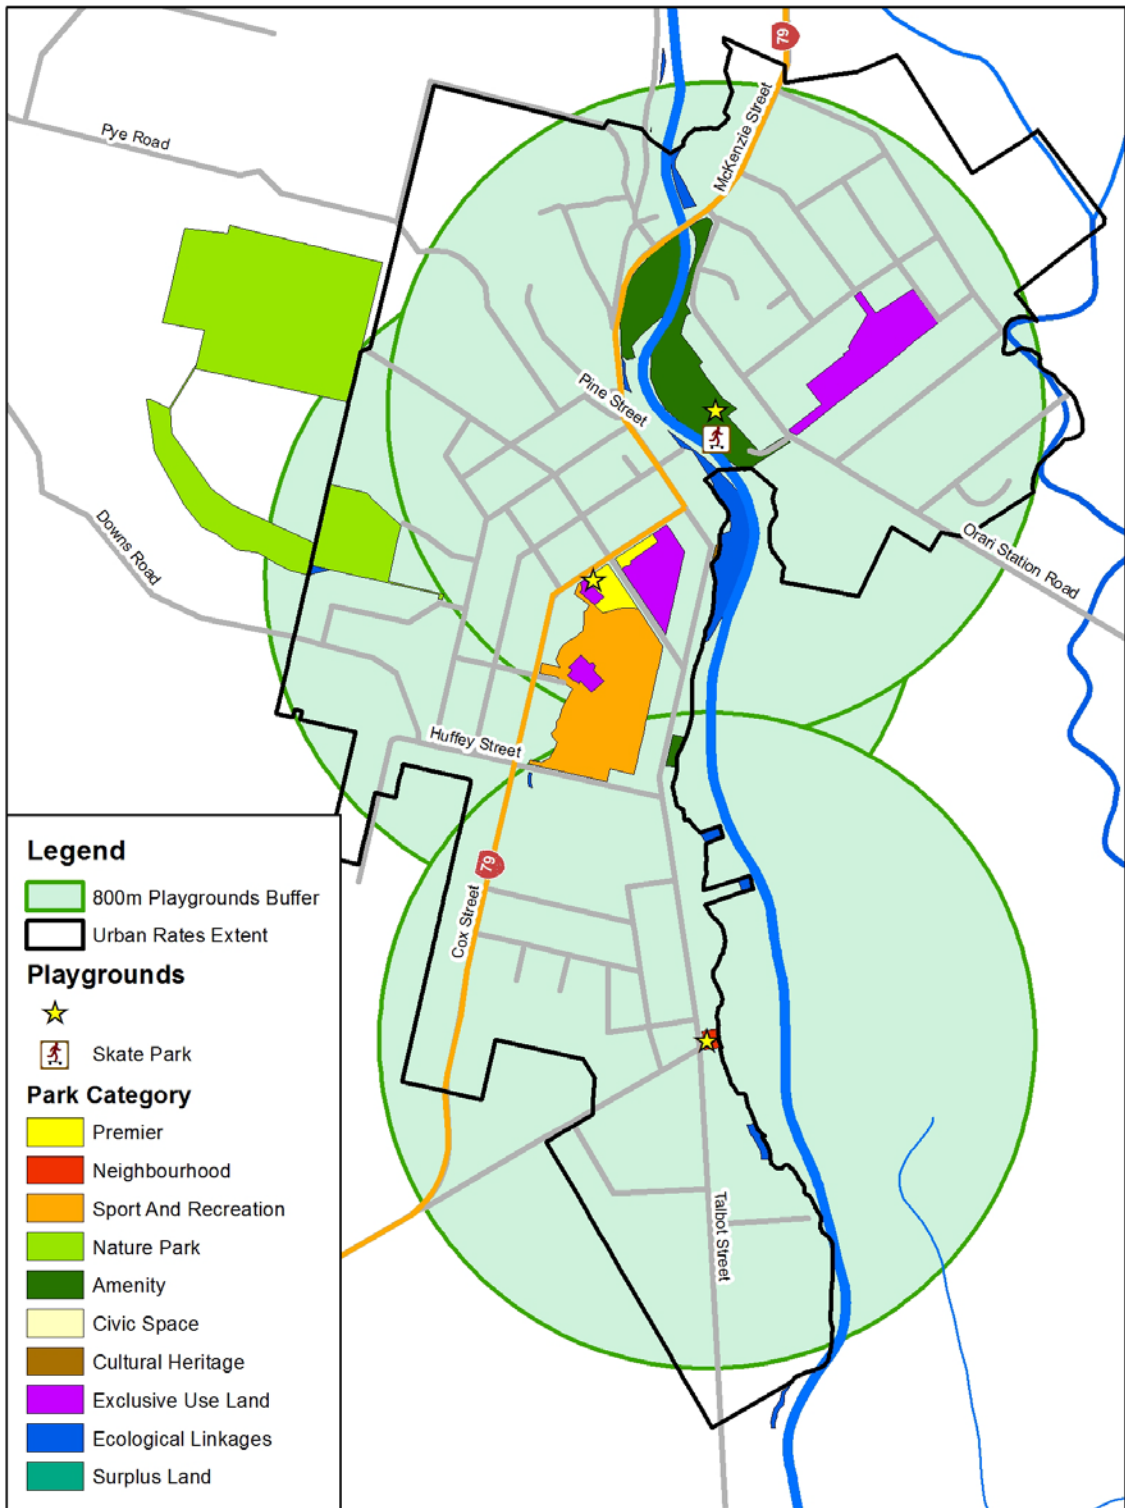 79
McKenzie Street
Pye Road
Pine Street
Downs Road
Orari Station Road
Huffey Street
79
Cox Street
Talbot Street
Legend
800m Playgrounds Buffer
Urban Rates Extent
Playgrounds
Skate Park
Park Category
Premier
Neighbourhood
Sport And Recreation
Nature Park
Amenity
Civic Space
Cultural Heritage
Exclusive Use Land
Ecological Linkages
Surplus Land